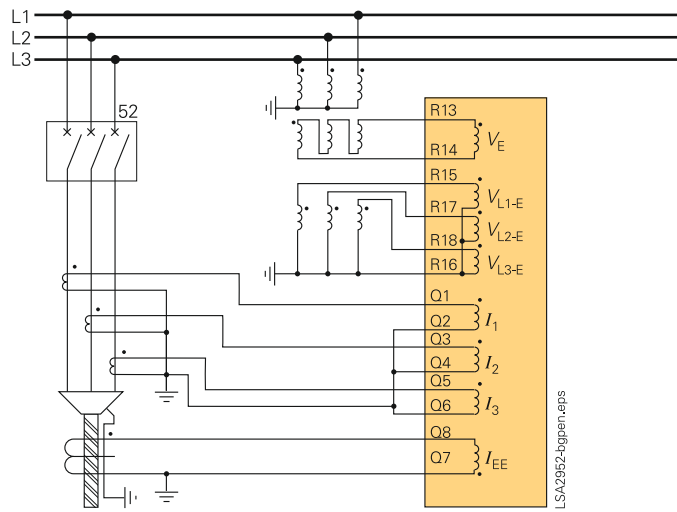 L1
L2
L3
52
R13
V_E
R14
R15
V_L1-E
R17
V_L2-E
R18
V_L3-E
R16
Q1
I_1
Q2
Q3
I_2
Q4
Q5
I_3
Q6
Q8
Q7
I_EE
LSA2952-bgpen.eps